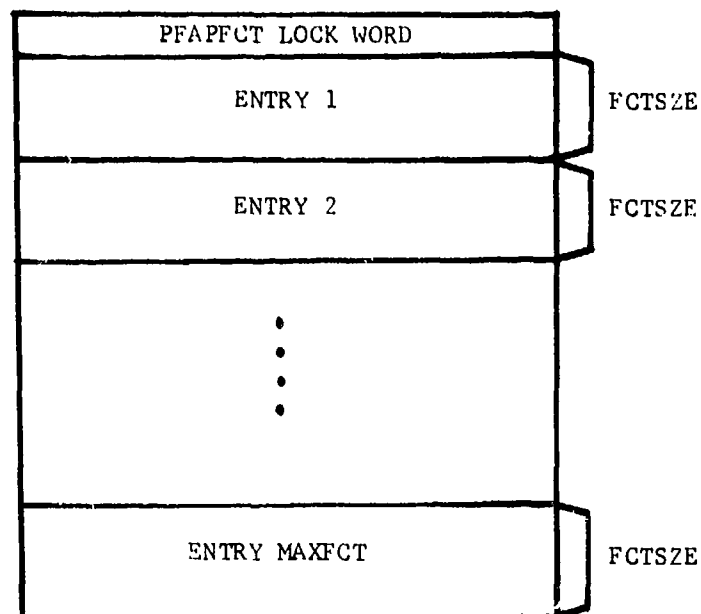 PFAPFCT LOCK WORD
ENTRY 1
FCTSZE
ENTRY 2
FCTSZE
ENTRY MAXFCT
FCTSZE